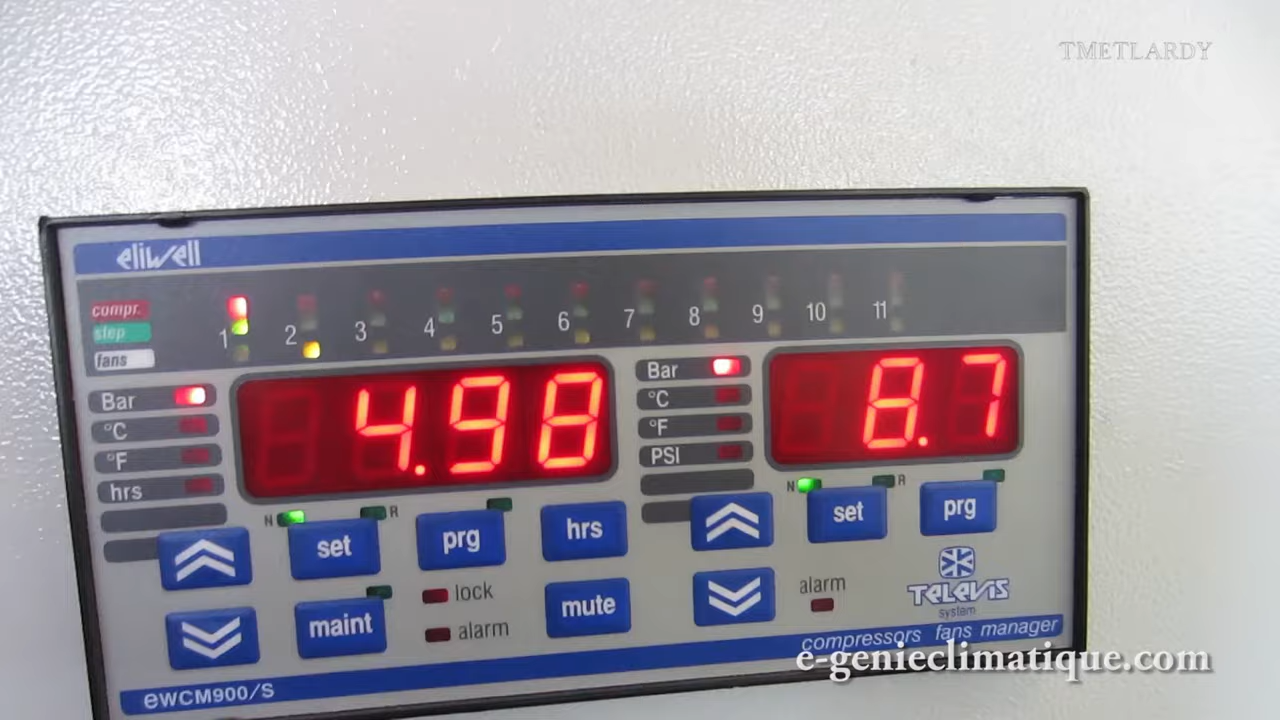 TMETLARDY
eliwell
compr.
step
fans
1 2 3 4 5 6 7 8 9 10 11
Bar
°C
°F
hrs
4.98
Bar
°C
°F
PSI
8.7
N R
set
prg
hrs
N R
set
prg
maint
lock
alarm
mute
alarm
TELEVIS
system
compressors fans manager
e-genieclimatique.com
eWCM900/S